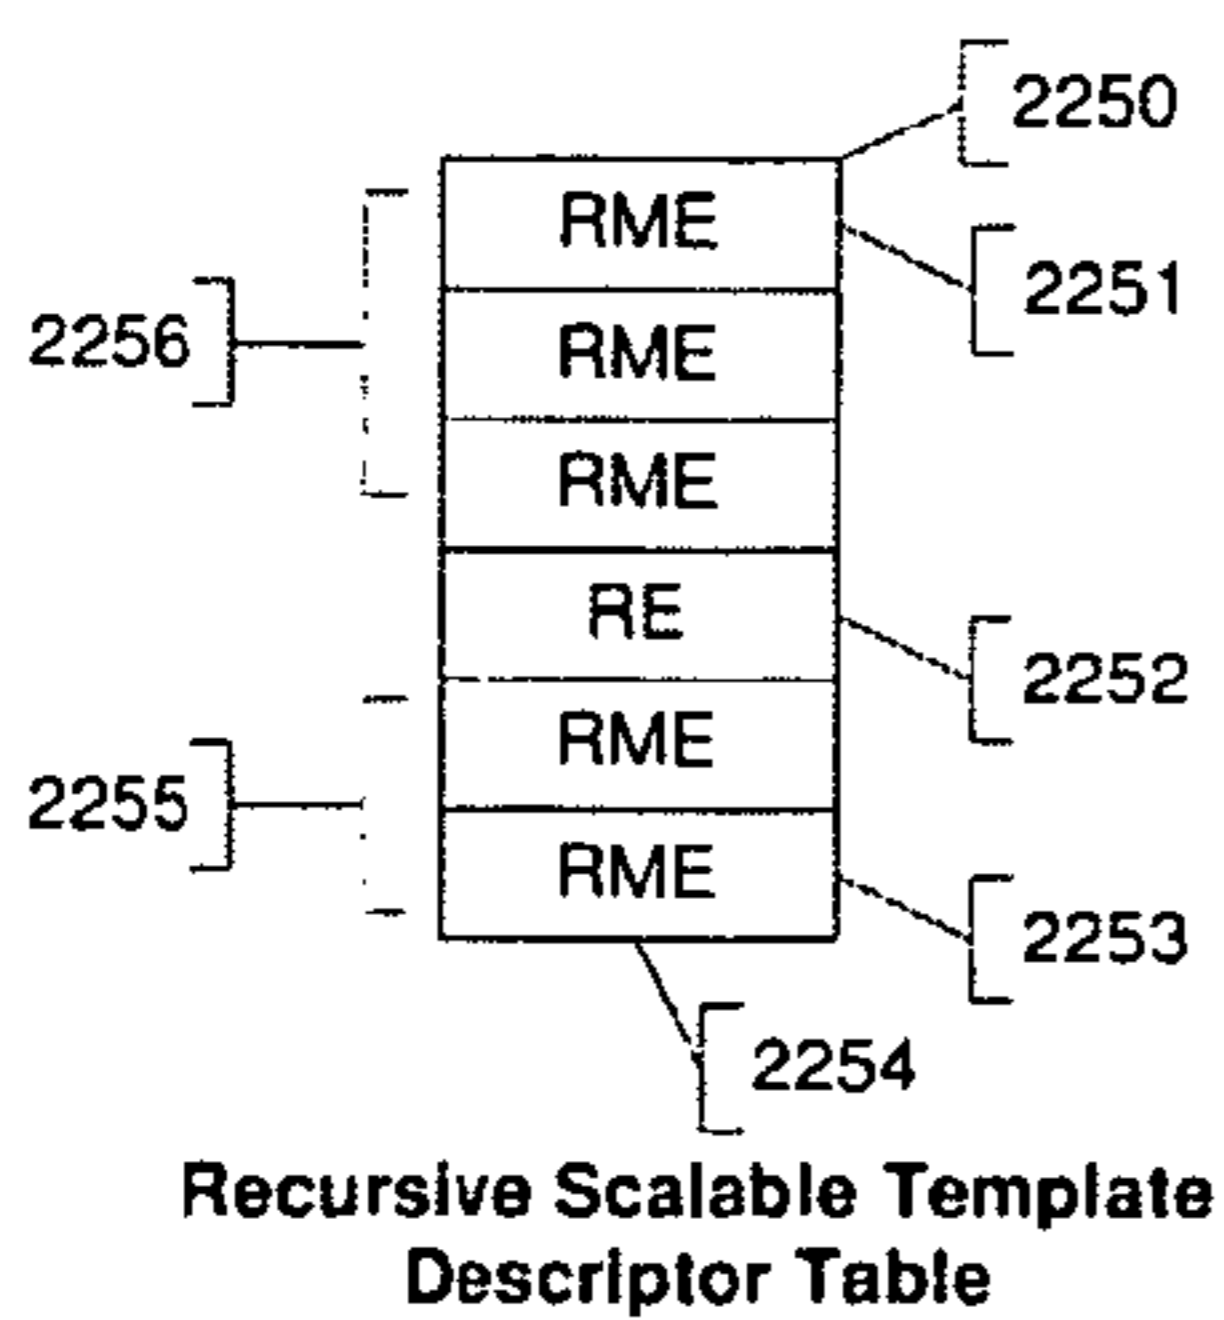 2250
RME
2251
2256
RME
RME
RE
2252
RME
2255
RME
2253
2254
Recursive Scalable Template
Descriptor Table